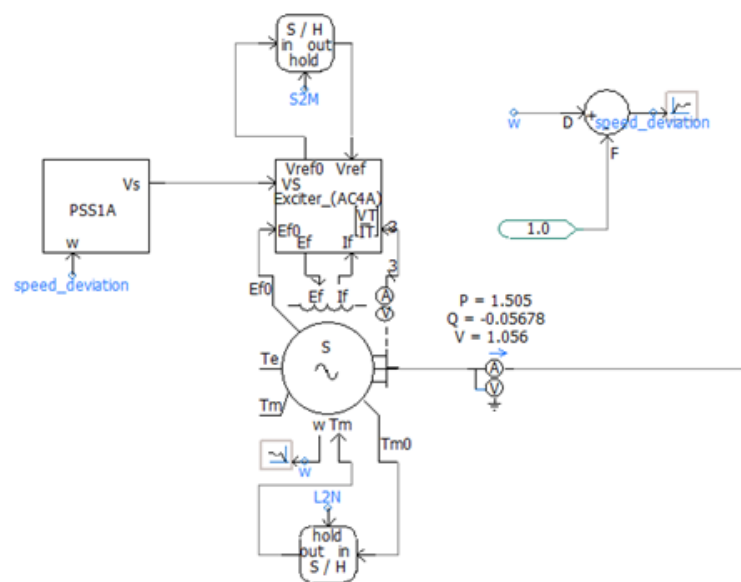 S / H
in out
hold
S2M
w
D
+
-
speed_deviation
F
1.0
Vref0 Vref
Vs
VS
Exciter_(AC4A)
PSS1A
VT
IT
3
Ef0
Ef
If
w
speed_deviation
3
Ef0
Ef
If
A
V
P = 1.505
Q = -0.05678
V = 1.056
S
Te
A
V
Tm
w Tm
Tm0
w
L2N
hold
out in
S / H